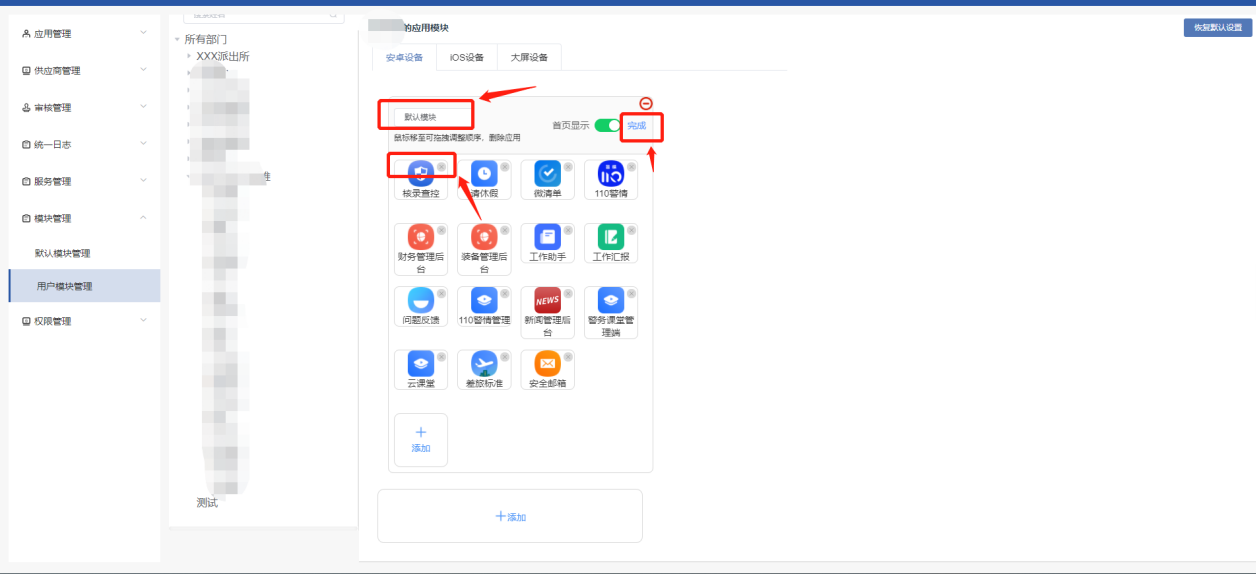 应用管理
供应商管理
审核管理
统一日志
服务管理
模块管理
默认模块管理
用户模块管理
权限管理
所有部门
XXX派出所
测试
的应用模块
恢复默认设置
安卓设备
iOS设备
大屏设备
默认模块
首页显示
完成
鼠标移至可拖拽调整顺序，删除应用
核录查控
请休假
微清单
110警情
财务管理后台
装备管理后台
工作助手
工作汇报
问题反馈
110警情管理
NEWS
新闻管理后台
警务课堂管理端
云课堂
差旅标准
安全邮箱
添加
添加